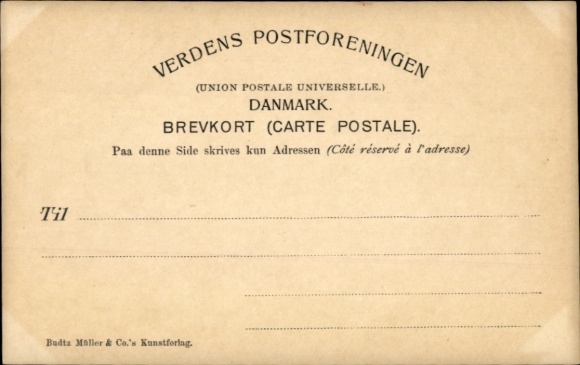 VERDENS POSTFORENINGEN
(UNION POSTALE UNIVERSELLE.)
DANMARK.
BREVKORT (CARTE POSTALE).
Paa denne Side skrives kun Adressen (Côté réservé à l'adresse)
Til
Budtz Müller & Co.'s Kunstforlag.